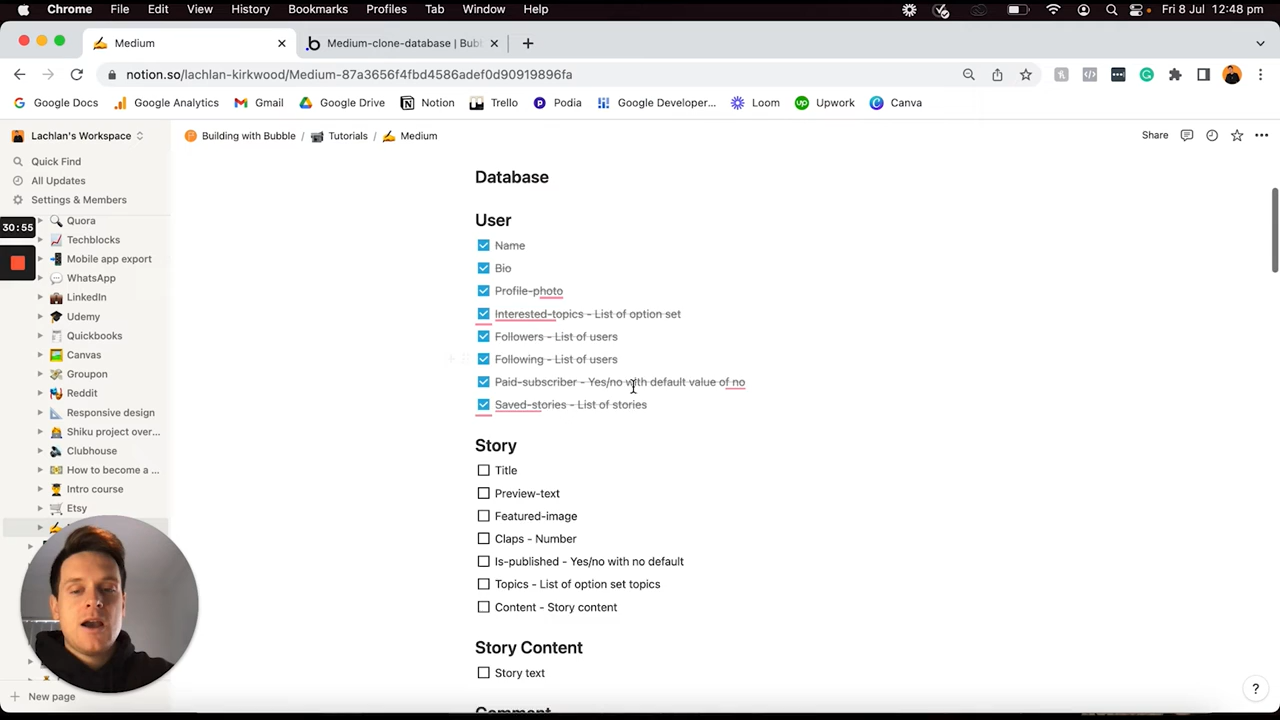 Chrome File Edit View History Bookmarks Profiles Tab Window Help Fri 8 Jul 12:48 pm
Medium
Medium-clone-database | Bubb
notion.so/lachlan-kirkwood/Medium-87a3656f4fbd4586adef0d90919896fa
Google Docs Google Analytics Gmail Google Drive Notion Trello Podia Google Developer... Loom Upwork Canva
Lachlan's Workspace
Building with Bubble / Tutorials / Medium
Share
Quick Find
All Updates
Settings & Members
30:55
Quora
Techblocks
Mobile app export
WhatsApp
LinkedIn
Udemy
Quickbooks
Canvas
Groupon
Reddit
Responsive design
Shiku project over...
Clubhouse
How to become a ...
Intro course
Etsy
New page
Database
User
Name
Bio
Profile-photo
Interested-topics - List of option set
Followers - List of users
Following - List of users
Paid-subscriber - Yes/no with default value of no
Saved-stories - List of stories
Story
Title
Preview-text
Featured-image
Claps - Number
Is-published - Yes/no with no default
Topics - List of option set topics
Content - Story content
Story Content
Story text
Comment
?